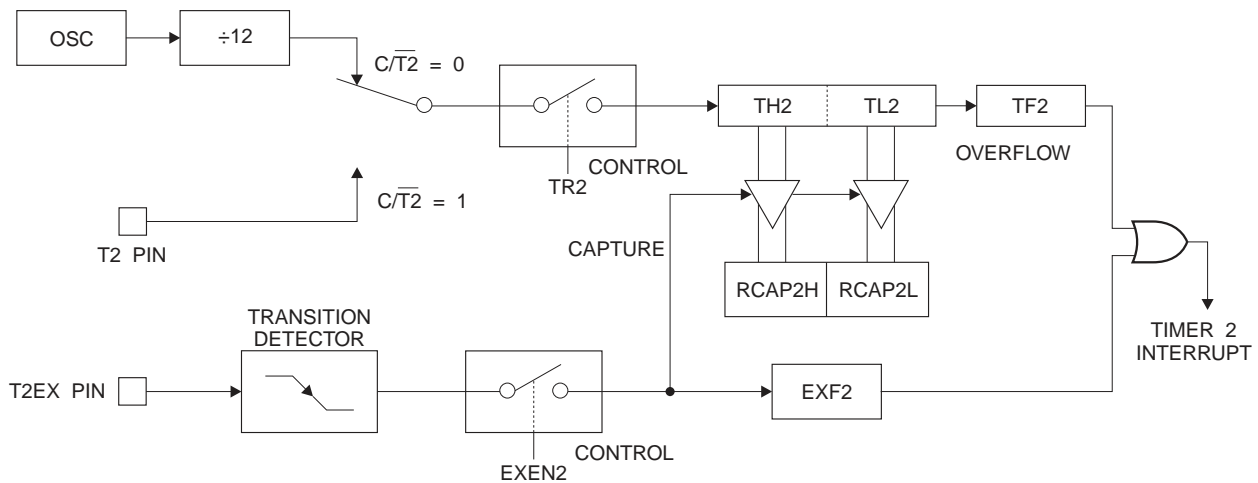 OSC
÷12
C/T2̅ = 0
TH2
TL2
TF2
CONTROL
OVERFLOW
TR2
C/T2̅ = 1
T2 PIN
CAPTURE
RCAP2H
RCAP2L
TRANSITION
DETECTOR
TIMER 2
INTERRUPT
T2EX PIN
EXF2
CONTROL
EXEN2